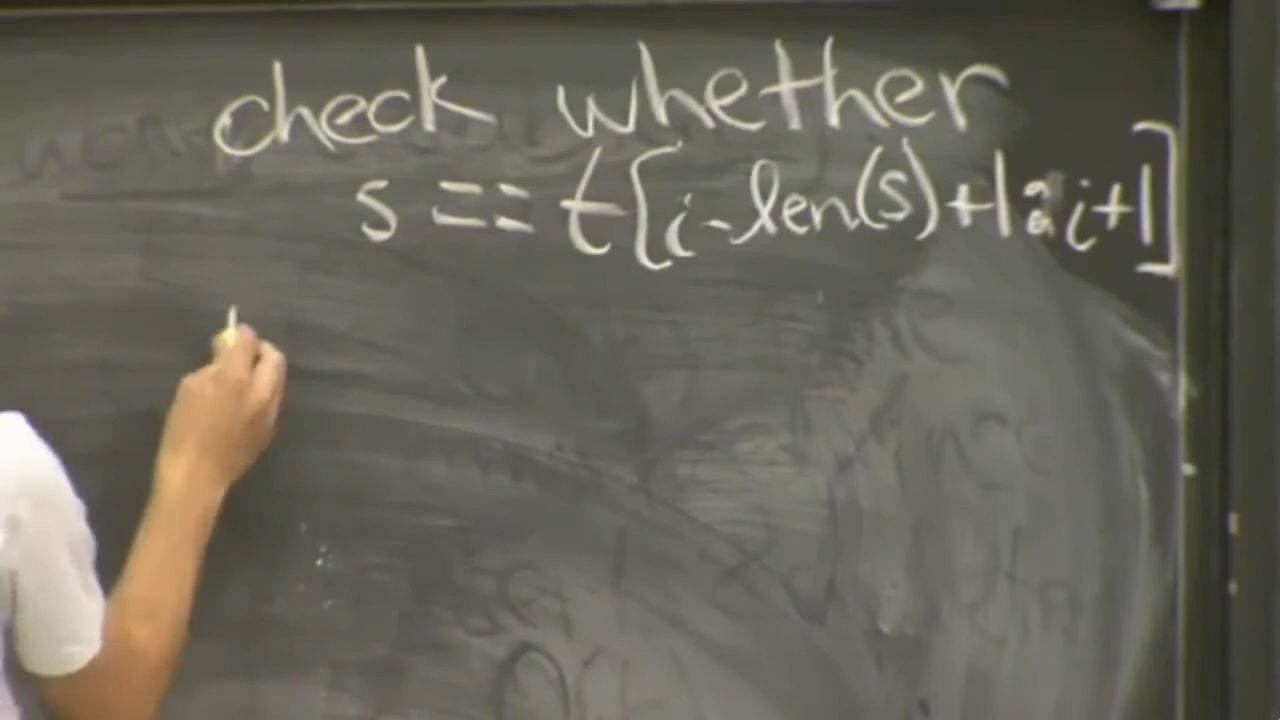 check whether
s == t[i-len(s)+1:i+1]